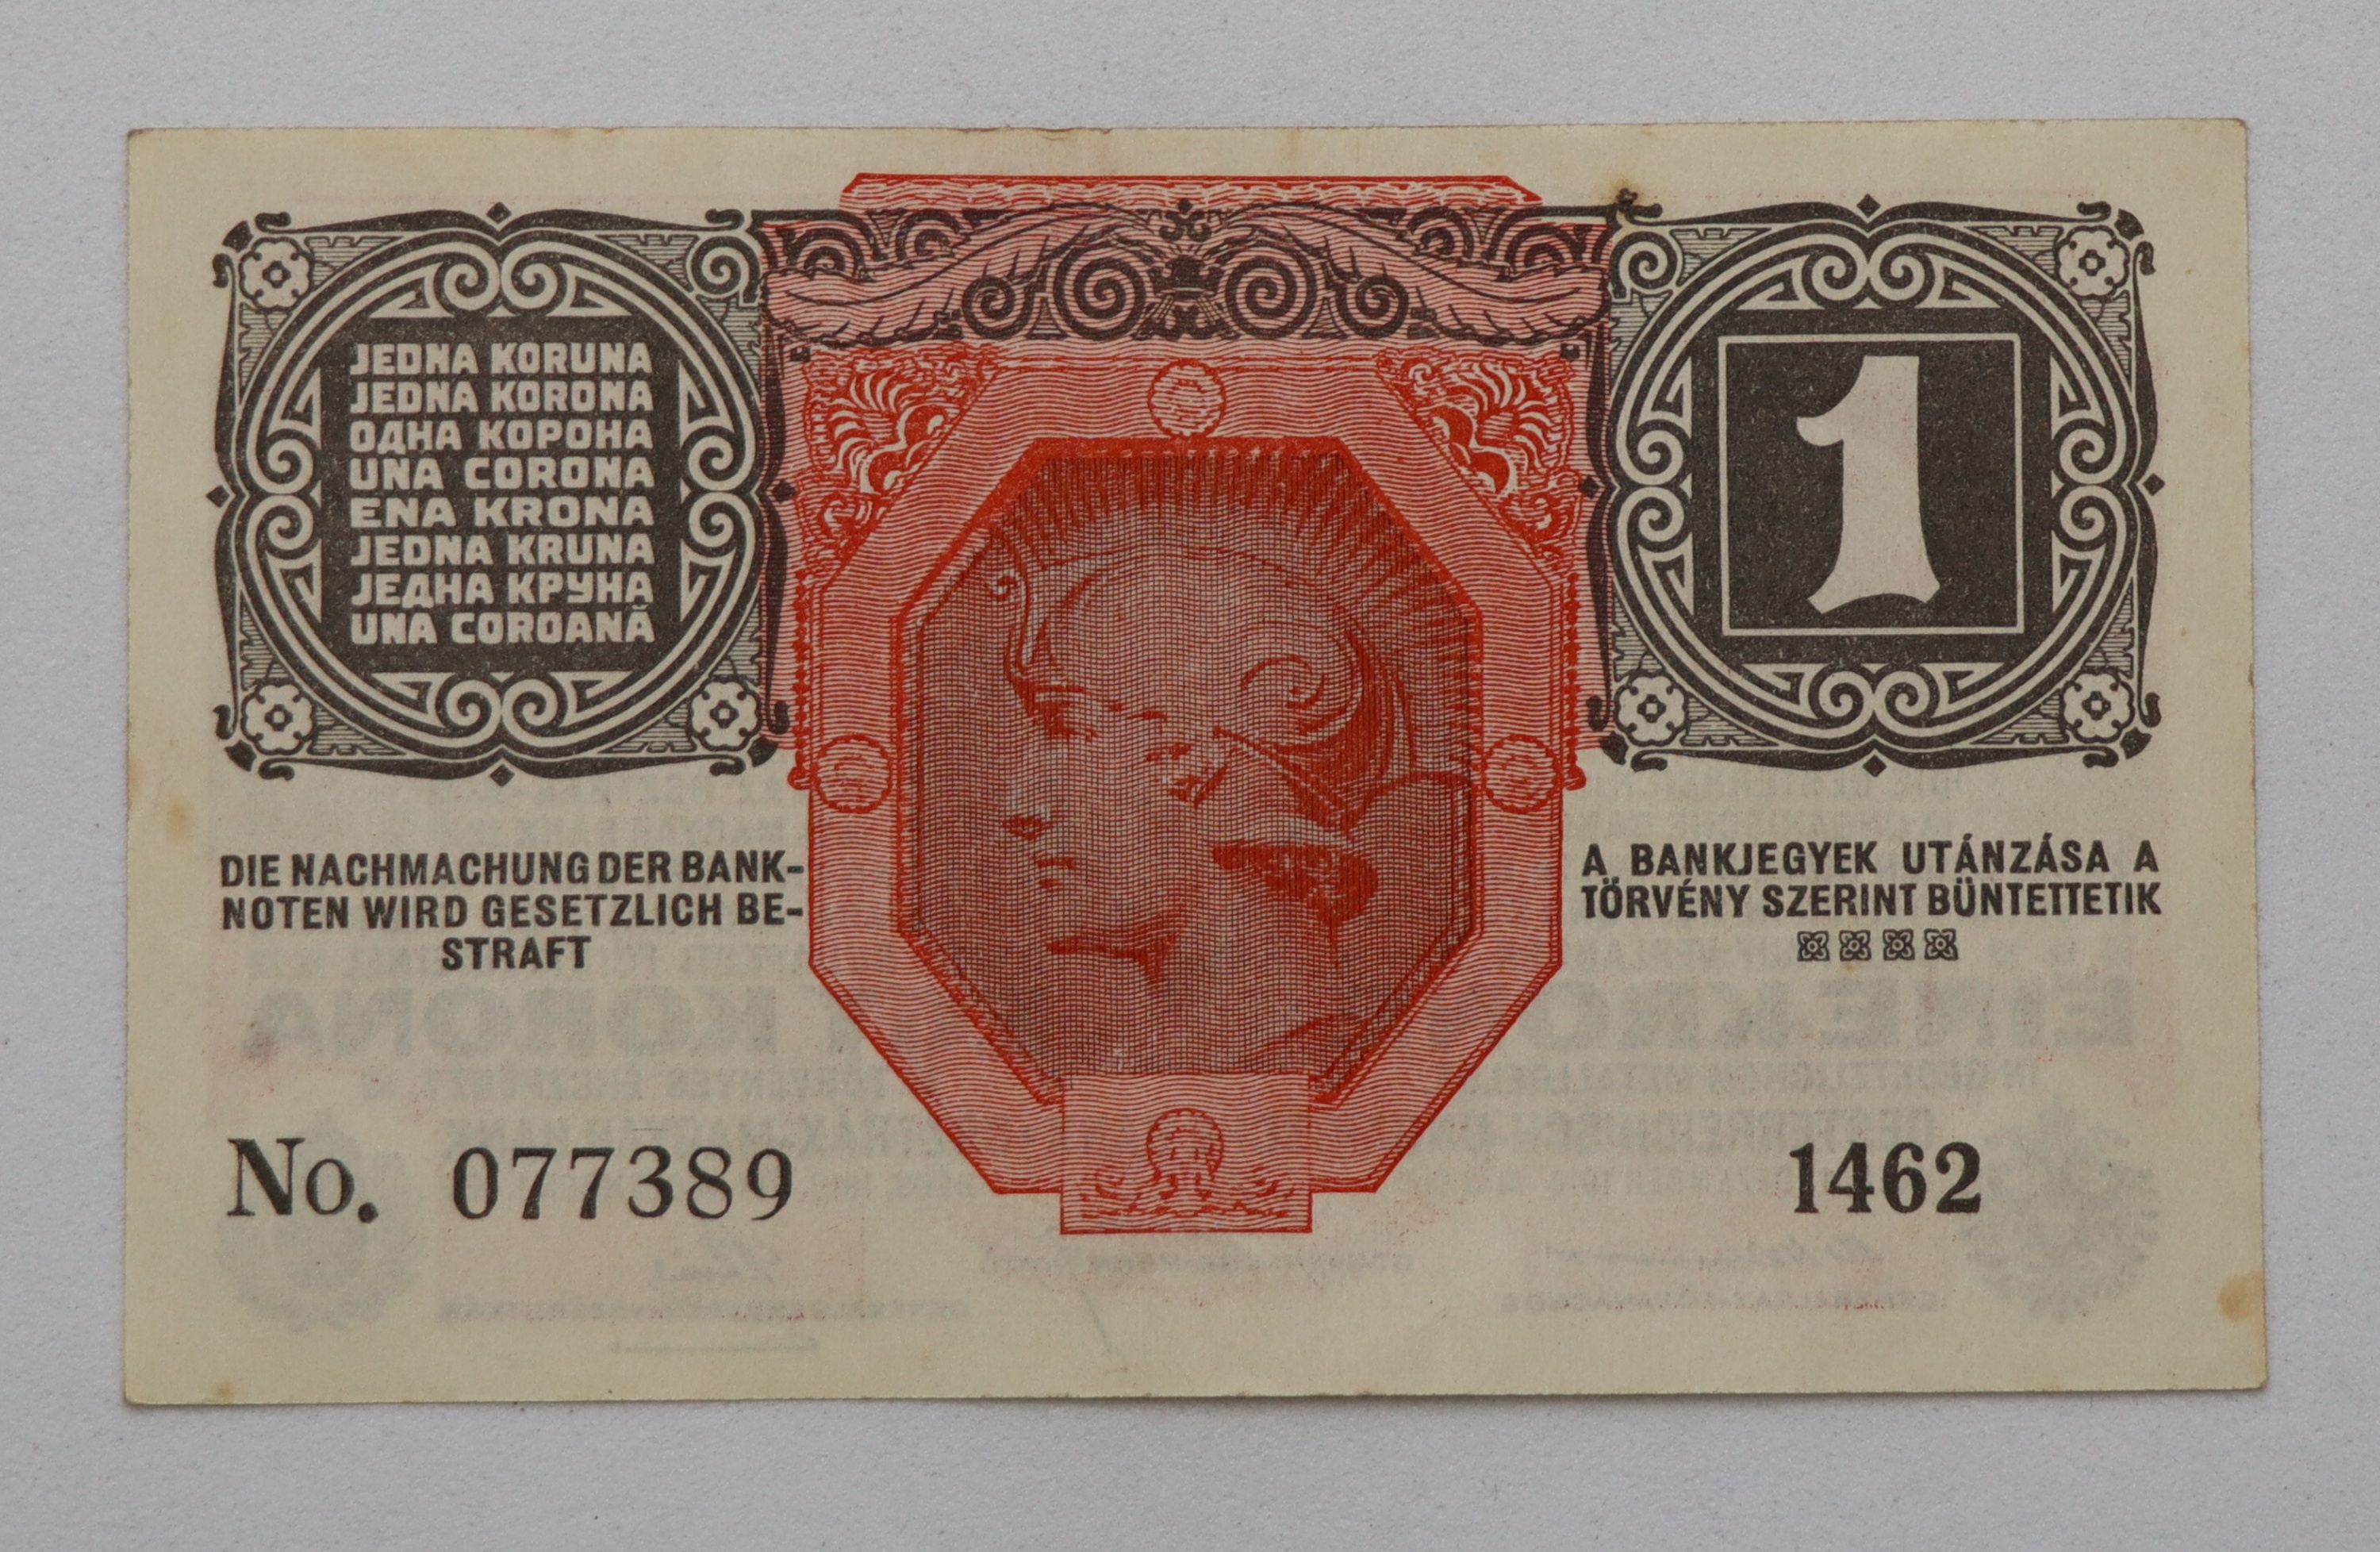 JEDNA KORUNA
JEDNA KORONA
ОДНА КОРОНА
UNA CORONA
ENA KRONA
JEDNA KRUNA
ЈЕДНА КРУНА
UNA COROANĂ
1
DIE NACHMACHUNG DER BANK-
NOTEN WIRD GESETZLICH BE-
STRAFT
A BANKJEGYEK UTÁNZÁSA A
TÖRVÉNY SZERINT BÜNTETTETIK
No. 077389
1462